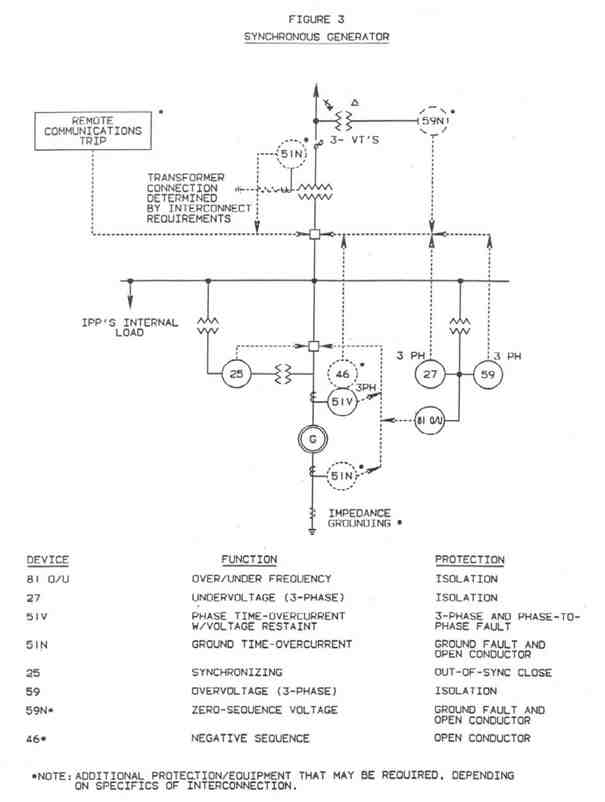 FIGURE 3
SYNCHRONOUS GENERATOR
REMOTE
COMMUNICATIONS
TRIP
*
Y
Δ
59N
*
3- VT'S
51N
*
TRANSFORMER
CONNECTION
DETERMINED
BY INTERCONNECT
REQUIREMENTS
IPP'S INTERNAL
LOAD
25
46
*
3PH
51V
3 PH
27
3 PH
59
81 O/U
G
51N
*
IMPEDANCE
GROUNDING *
DEVICE FUNCTION PROTECTION
81 O/U OVER/UNDER FREQUENCY ISOLATION
27 UNDERVOLTAGE (3-PHASE) ISOLATION
51V PHASE TIME-OVERCURRENT 3-PHASE AND PHASE-TO-
W/VOLTAGE RESTAINT PHASE FAULT
51N GROUND TIME-OVERCURRENT GROUND FAULT AND
OPEN CONDUCTOR
25 SYNCHRONIZING OUT-OF-SYNC CLOSE
59 OVERVOLTAGE (3-PHASE) ISOLATION
59N* ZERO-SEQUENCE VOLTAGE GROUND FAULT AND
OPEN CONDUCTOR
46* NEGATIVE SEQUENCE OPEN CONDUCTOR
*NOTE: ADDITIONAL PROTECTION/EQUIPMENT THAT MAY BE REQUIRED, DEPENDING
ON SPECIFICS OF INTERCONNECTION.